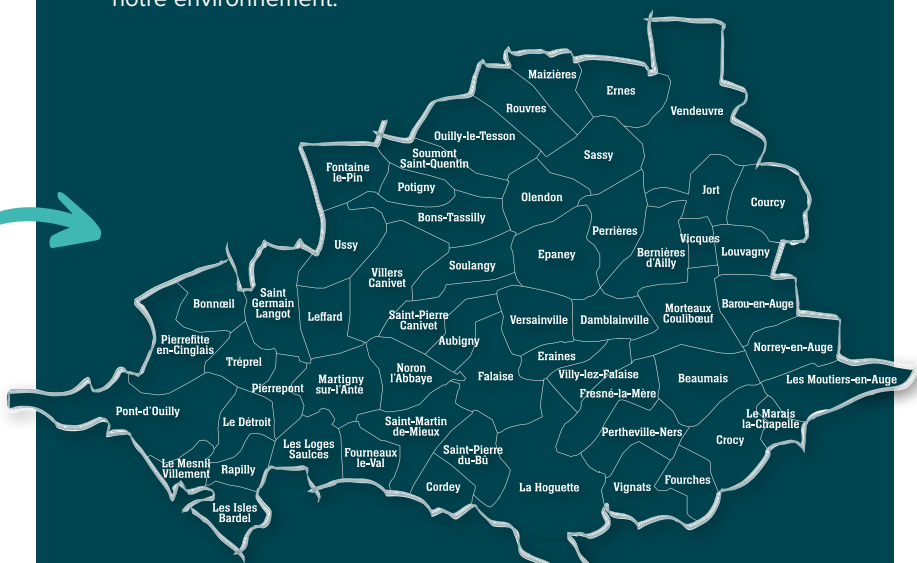 notre environnement.
Maizières
Ernes
Vendeuvre
Rouvres
Ouilly-le-Tesson
Soumont
Saint-Quentin
Sassy
Fontaine
le-Pin
Potigny
Olendon
Jort
Courcy
Bons-Tassilly
Perrières
Ussy
Vicques
Bernières
d'Ailly
Louvagny
Epaney
Soulangy
Villers
Canivet
Bonnœil
Saint
Germain
Langot
Leffard
Saint-Pierre
Canivet
Versainville
Damblainville
Morteaux
Coulibœuf
Barou-en-Auge
Pierrefitte
en-Cinglais
Aubigny
Norrey-en-Auge
Tréprel
Eraines
Pierrepont
Martigny
sur-l'Ante
Noron
l'Abbaye
Falaise
Villy-lez-Falaise
Beaumais
Les Moutiers-en-Auge
Fresné-la-Mère
Pont-d'Ouilly
Le Détroit
Saint-Martin
de-Mieux
Pertheville-Ners
Le Marais
la-Chapelle
Crocy
Les Loges
Saulces
Fourneaux
le-Val
Saint-Pierre
du-Bû
Le Mesnil
Villement
Rapilly
Cordey
La Hoguette
Vignats
Fourches
Les Isles
Bardel